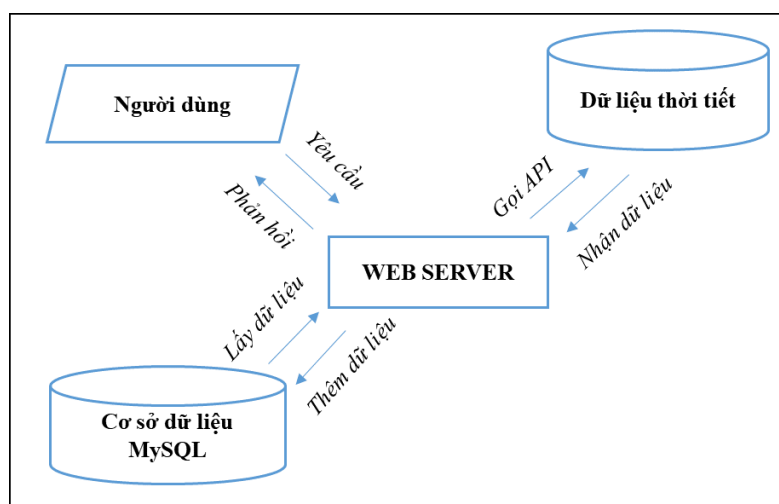 Người dùng
Dữ liệu thời tiết
Yêu cầu
Phản hồi
Gọi API
Nhận dữ liệu
WEB SERVER
Lấy dữ liệu
Thêm dữ liệu
Cơ sở dữ liệu
MySQL